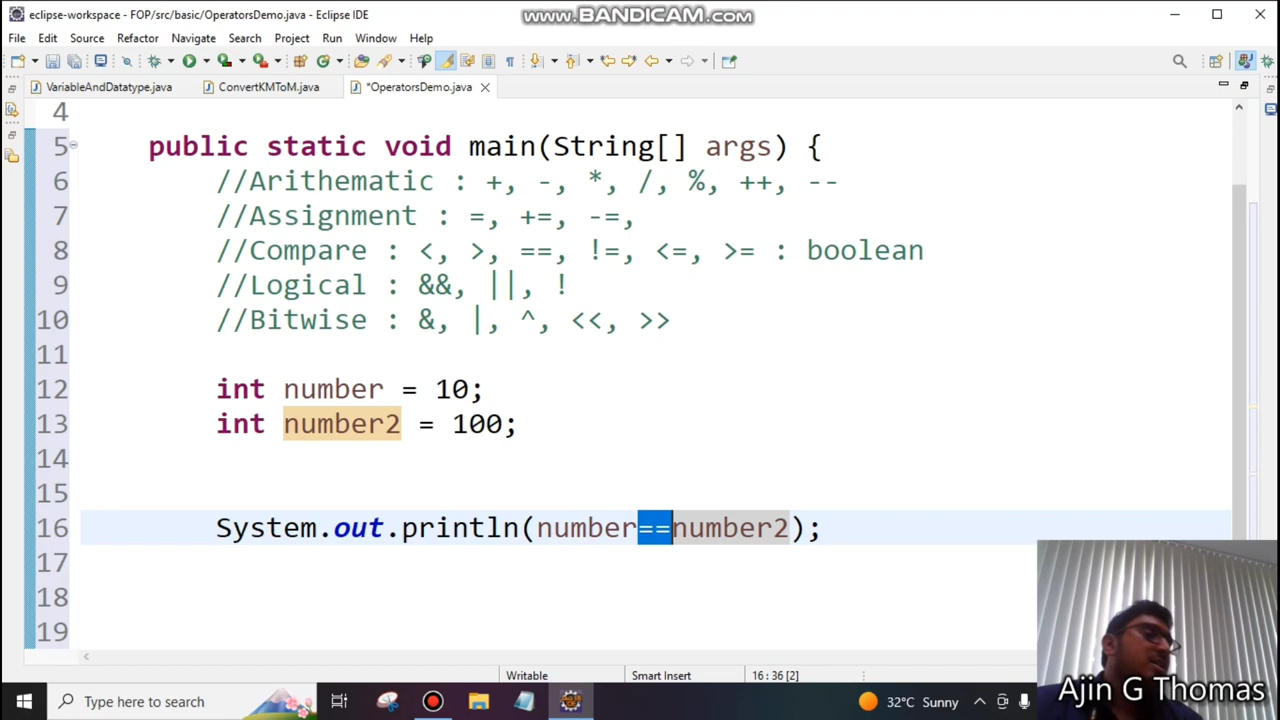 eclipse-workspace - FOP/src/basic/OperatorsDemo.java - Eclipse IDE
www.BANDICAM.com
File Edit Source Refactor Navigate Search Project Run Window Help
VariableAndDatatype.java ConvertKMToM.java *OperatorsDemo.java
4
5 public static void main(String[] args) {
6 //Arithematic : +, -, *, /, %, ++, --
7 //Assignment : =, +=, -=,
8 //Compare : <, >, ==, !=, <=, >= : boolean
9 //Logical : &&, ||, !
10 //Bitwise : &, |, ^, <<, >>
11
12 int number = 10;
13 int number2 = 100;
14
15
16 System.out.println(number==number2);
17
18
19
Writable Smart Insert 16 : 36 [2]
Ajin G Thomas
Type here to search 32°C Sunny